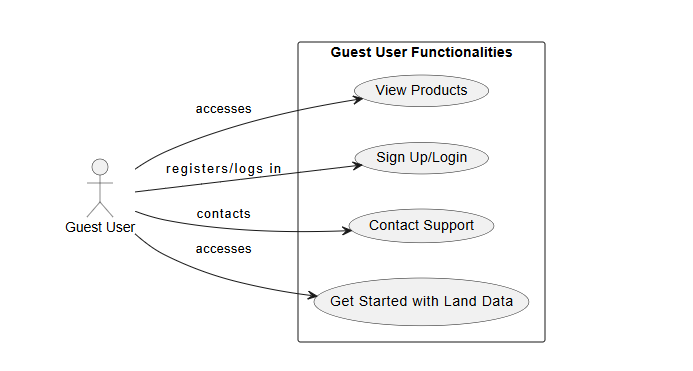 Guest User Functionalities
View Products
accesses
Sign Up/Login
registers/logs in
contacts
Contact Support
Guest User
accesses
Get Started with Land Data